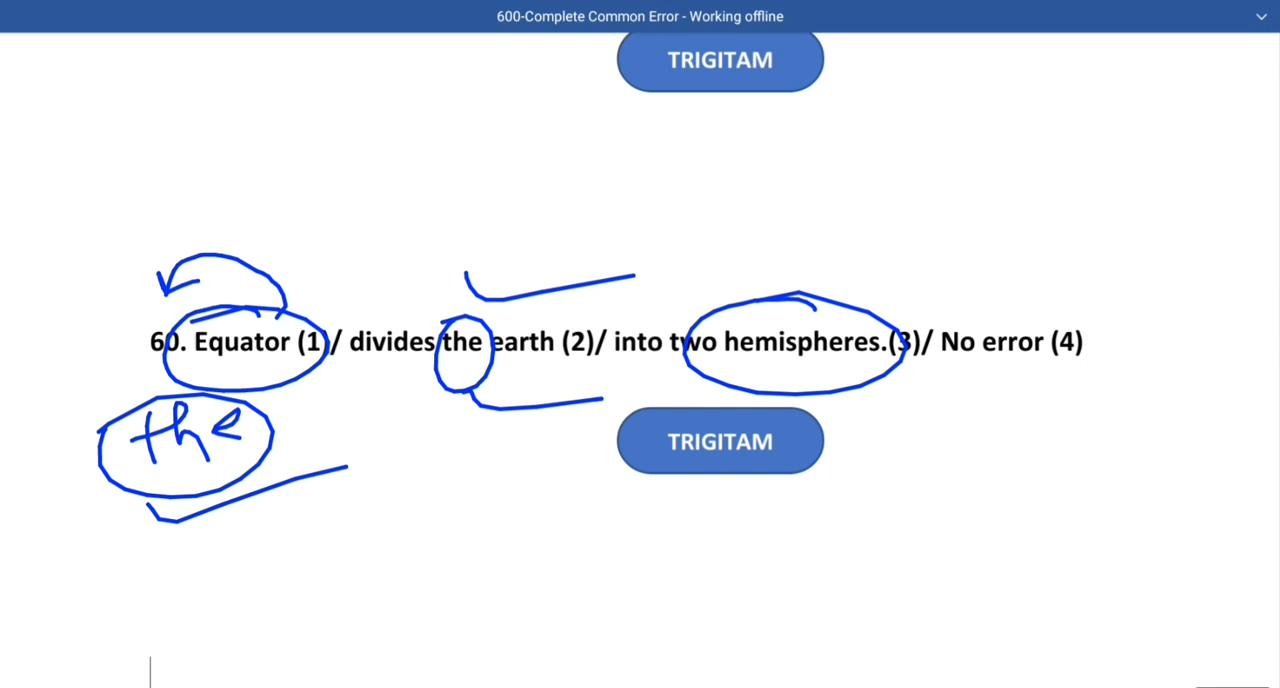 600-Complete Common Error - Working offline
TRIGITAM
60. Equator (1)/ divides the earth (2)/ into two hemispheres.(3)/ No error (4)
the
TRIGITAM